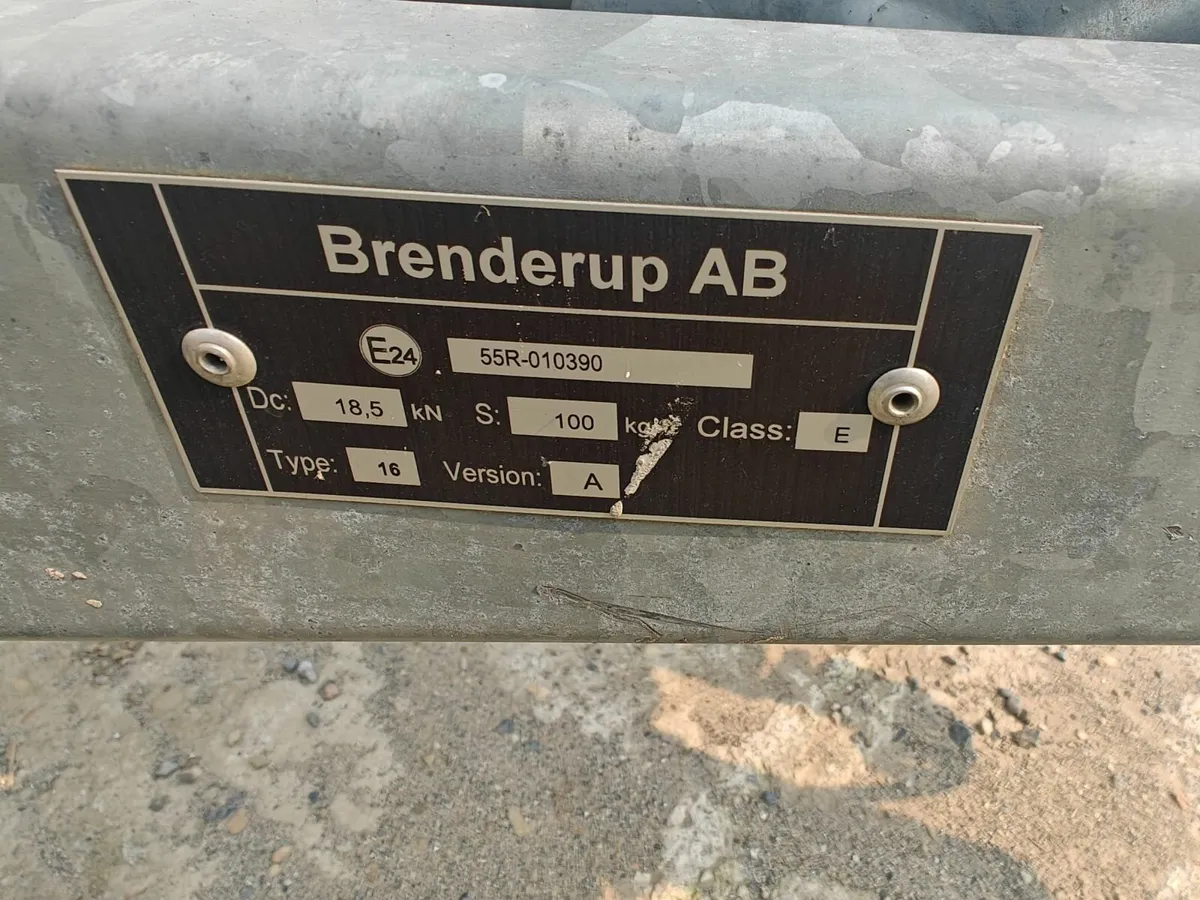 Brenderup AB
E24 55R-010390
Dc: 18,5 kN S: 100 kg Class: E
Type: 16 Version: A